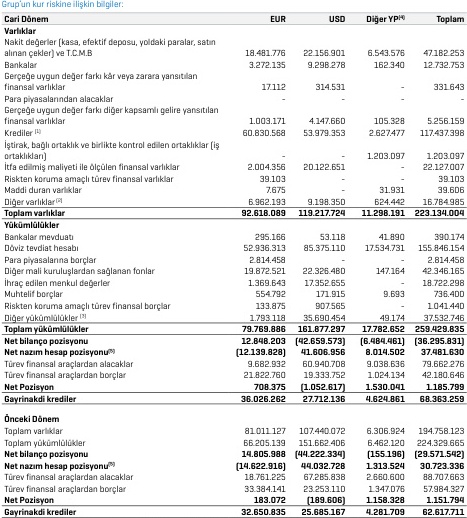 Grup'un kur riskine ilişkin bilgiler:
Cari Dönem EUR USD Diğer YP(4) Toplam
Varlıklar
Nakit değerler (kasa, efektif deposu, yoldaki paralar, satın
alınan çekler) ve T.C.M.B 18.481.776 22.156.901 6.543.576 47.182.253
Bankalar 3.272.135 9.298.278 162.340 12.732.753
Gerçeğe uygun değer farkı kâr veya zarara yansıtılan
finansal varlıklar 17.112 314.531 - 331.643
Para piyasalarından alacaklar - - - -
Gerçeğe uygun değer farkı diğer kapsamlı gelire yansıtılan
finansal varlıklar 1.003.171 4.147.660 105.328 5.256.159
Krediler (1) 60.830.568 53.979.353 2.627.477 117.437.398
İştirak, bağlı ortaklık ve birlikte kontrol edilen ortaklıklar (iş
ortaklıkları) - - 1.203.097 1.203.097
İtfa edilmiş maliyeti ile ölçülen finansal varlıklar 2.004.356 20.122.651 - 22.127.007
Riskten koruma amaçlı türev finansal varlıklar 39.103 - - 39.103
Maddi duran varlıklar 7.675 - 31.931 39.606
Diğer varlıklar (2) 6.962.193 9.198.350 624.442 16.784.985
Toplam varlıklar 92.618.089 119.217.724 11.298.191 223.134.004
Yükümlülükler
Bankalar mevduatı 295.166 53.118 41.890 390.174
Döviz tevdiat hesabı 52.936.313 85.375.110 17.534.731 155.846.154
Para piyasalarına borçlar 2.814.458 - - 2.814.458
Diğer mali kuruluşlardan sağlanan fonlar 19.872.521 22.326.480 147.164 42.346.165
İhraç edilen menkul değerler 1.369.643 17.352.655 - 18.722.298
Muhtelif borçlar 554.792 171.915 9.693 736.400
Riskten koruma amaçlı türev finansal borçlar 133.875 907.565 - 1.041.440
Diğer yükümlülükler (3) 1.793.118 35.690.454 49.174 37.532.746
Toplam yükümlülükler 79.769.886 161.877.297 17.782.652 259.429.835
Net bilanço pozisyonu 12.848.203 (42.659.573) (6.484.461) (36.295.831)
Net nazım hesap pozisyonu(5) (12.139.828) 41.606.956 8.014.502 37.481.630
Türev finansal araçlardan alacaklar 9.682.932 60.940.708 9.038.636 79.662.276
Türev finansal araçlardan borçlar 21.822.760 19.333.752 1.024.134 42.180.646
Net Pozisyon 708.375 (1.052.617) 1.530.041 1.185.799
Gayrinakdi krediler 36.026.262 27.712.136 4.624.861 68.363.259
Önceki Dönem
Toplam varlıklar 81.011.127 107.440.072 6.306.924 194.758.123
Toplam yükümlülükler 66.205.139 151.662.406 6.462.120 224.329.665
Net bilanço pozisyonu 14.805.988 (44.222.334) (155.196) (29.571.542)
Net nazım hesap pozisyonu(5) (14.622.916) 44.032.728 1.313.524 30.723.336
Türev finansal araçlardan alacaklar 18.761.225 67.285.838 2.660.600 88.707.663
Türev finansal araçlardan borçlar 33.384.141 23.253.110 1.347.076 57.984.327
Net Pozisyon 183.072 (189.606) 1.158.328 1.151.794
Gayrinakdi krediler 32.650.835 25.685.167 4.281.709 62.617.711